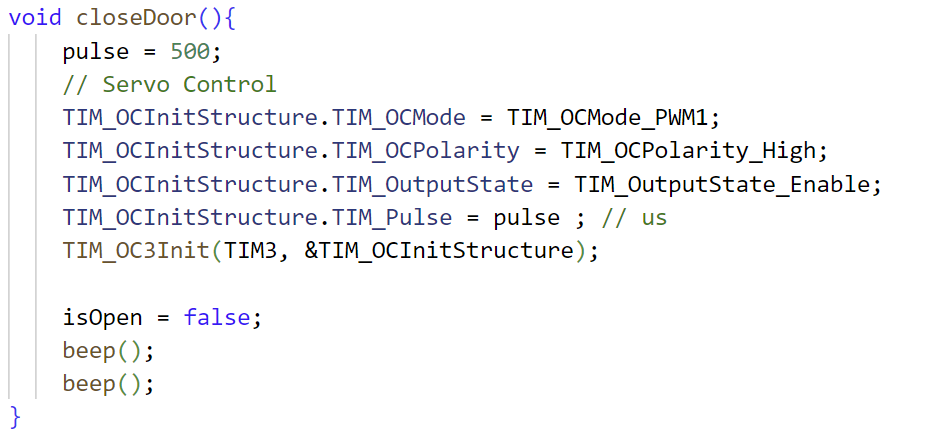 void closeDoor(){
pulse = 500;
// Servo Control
TIM_OCInitStructure.TIM_OCMode = TIM_OCMode_PWM1;
TIM_OCInitStructure.TIM_OCPolarity = TIM_OCPolarity_High;
TIM_OCInitStructure.TIM_OutputState = TIM_OutputState_Enable;
TIM_OCInitStructure.TIM_Pulse = pulse ; // us
TIM_OC3Init(TIM3, &TIM_OCInitStructure);
isOpen = false;
beep();
beep();
}